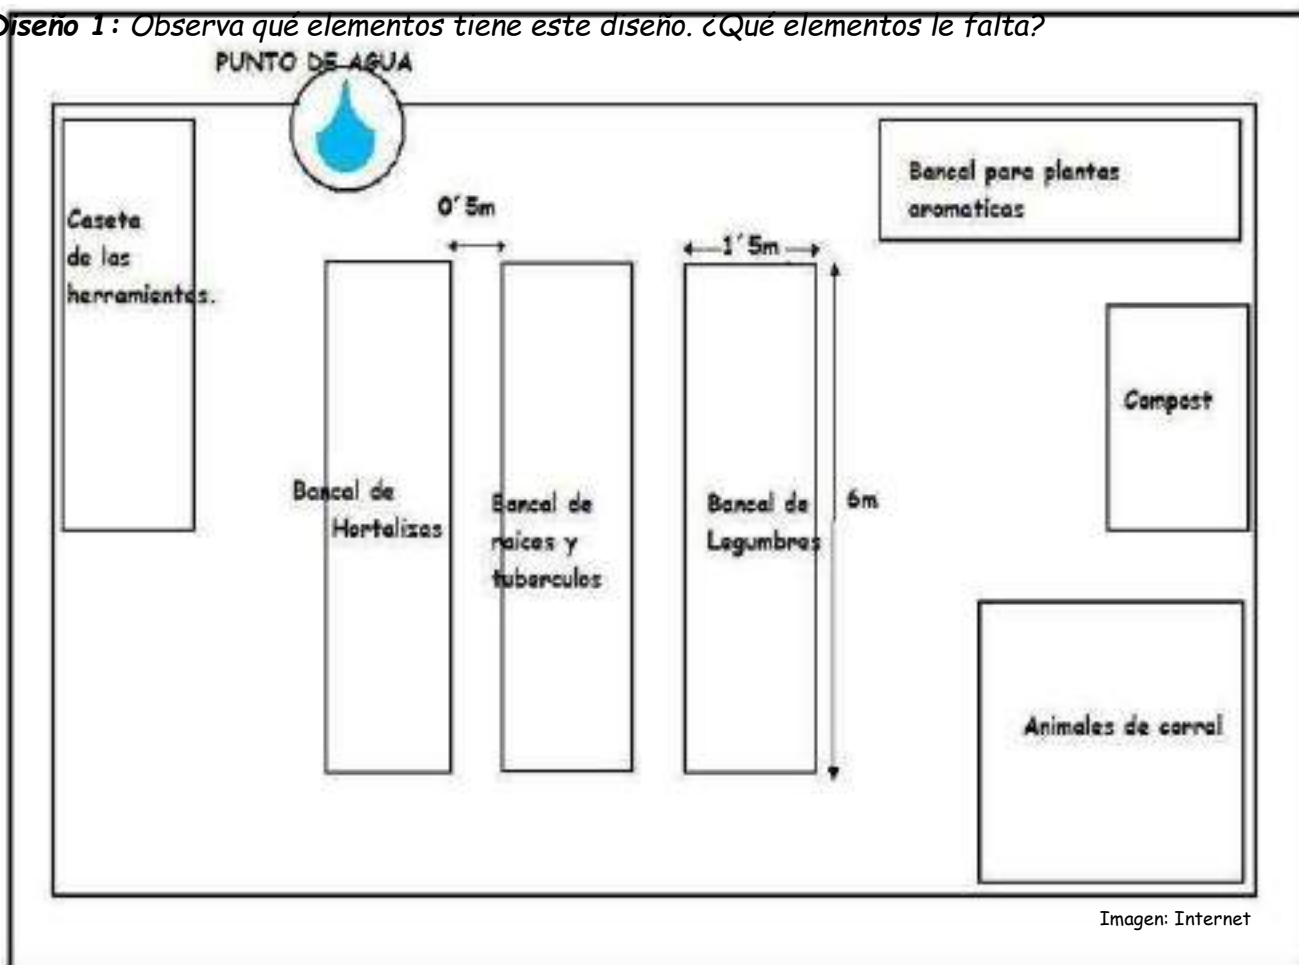 Diseño 1: Observa qué elementos tiene este diseño. ¿Qué elementos le falta?
PUNTO DE AGUA
Caseta
de las
herramientas.
0´5m
1´5m
Bancal para plantas
aromaticas
Bancal de
Hortalizas
Bancal de
raices y
tuberculos
Bancal de
Legumbres
6m
Compost
Animales de corral
Imagen: Internet